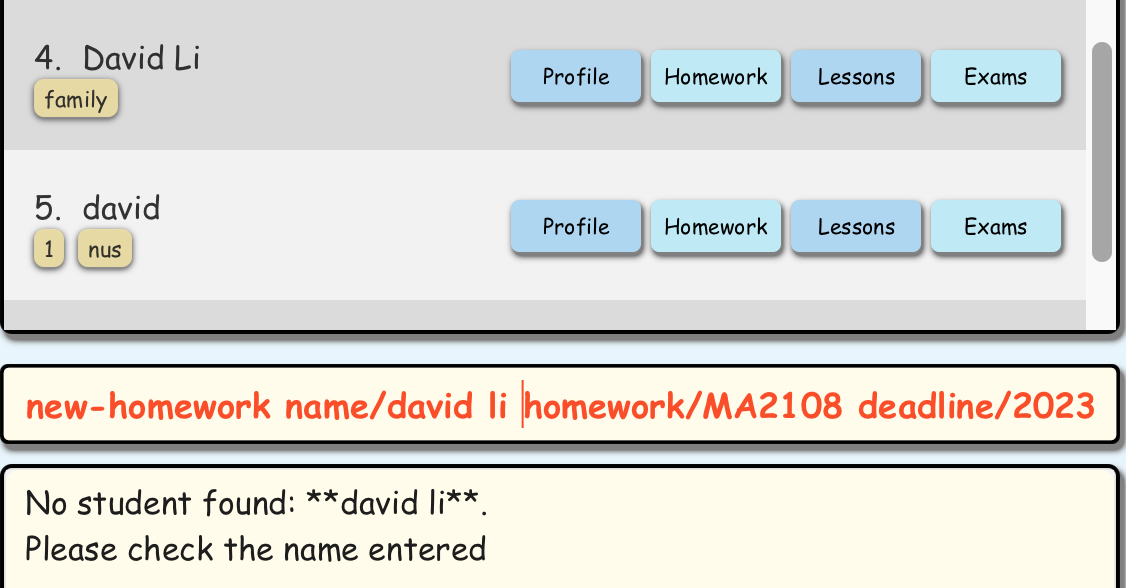 4. David Li
family
Profile Homework Lessons Exams
5. david
1 nus
Profile Homework Lessons Exams
new-homework name/david li homework/MA2108 deadline/2023
No student found: **david li**.
Please check the name entered